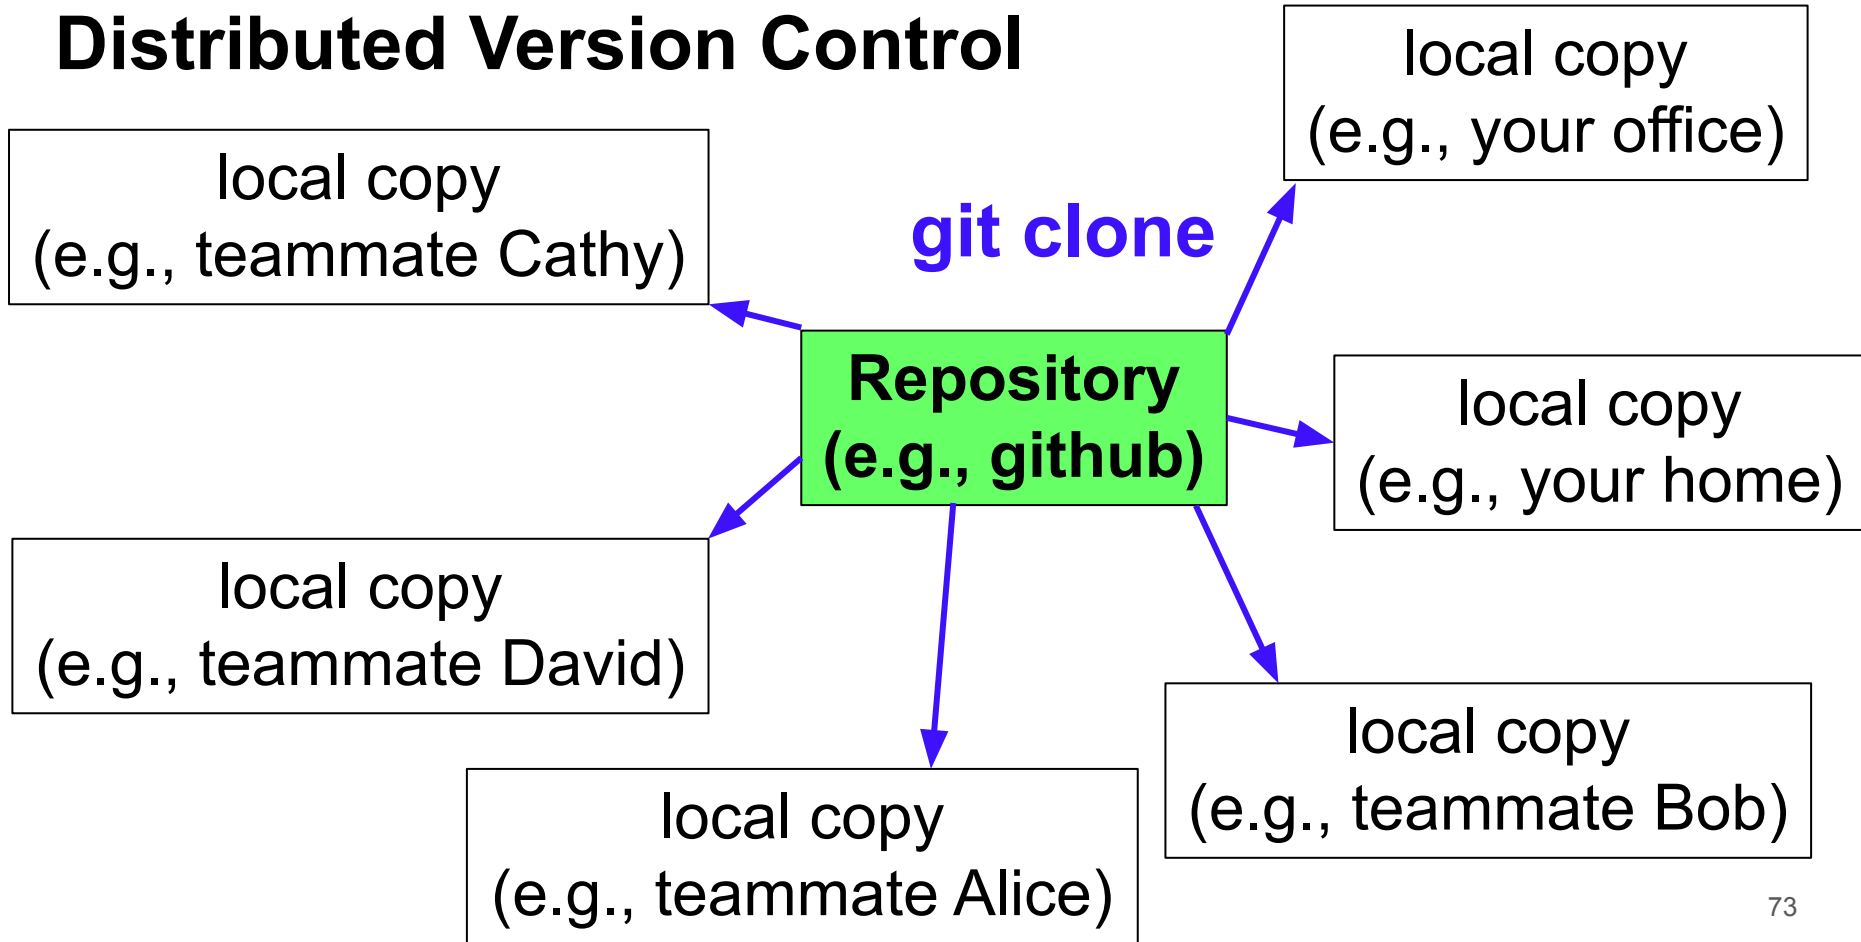 Distributed Version Control
local copy
(e.g., your office)
local copy
(e.g., teammate Cathy)
git clone
Repository
(e.g., github)
local copy
(e.g., your home)
local copy
(e.g., teammate David)
local copy
(e.g., teammate Bob)
local copy
(e.g., teammate Alice)
73